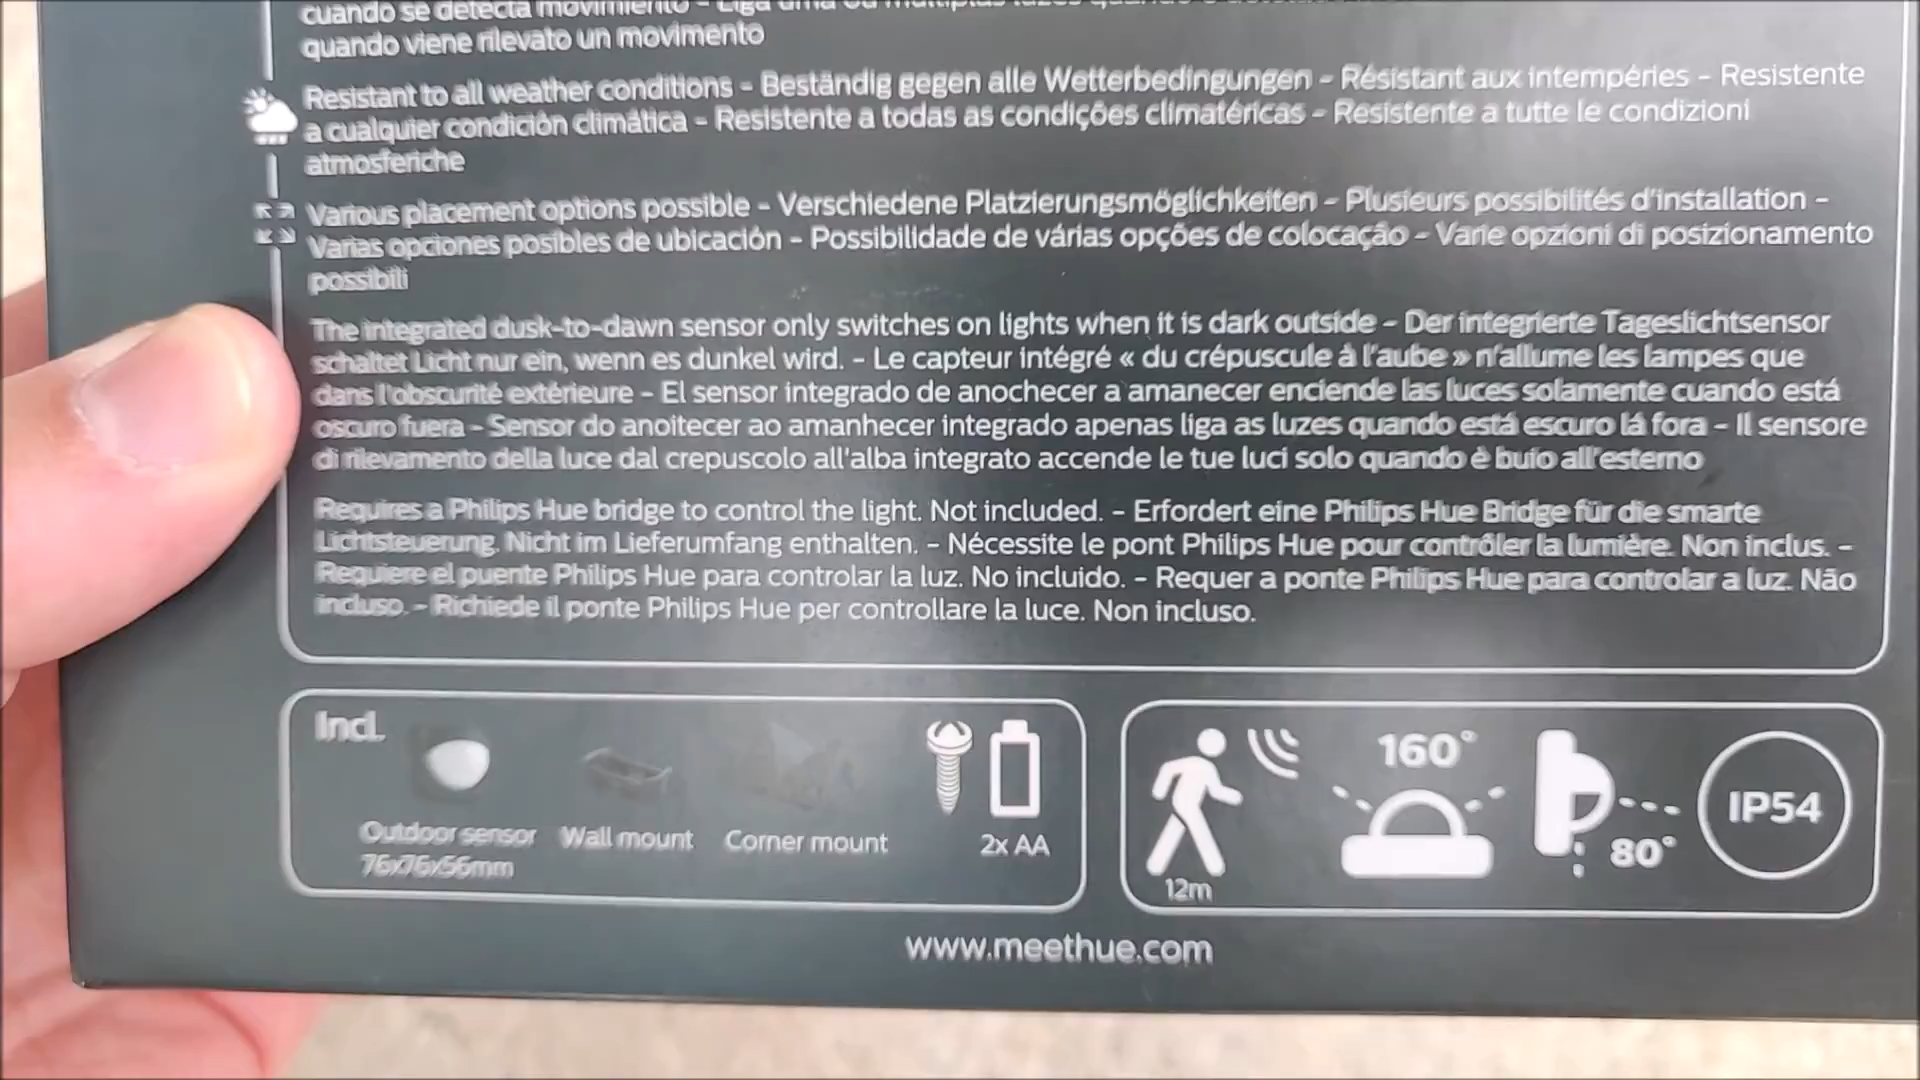 cuando se detecta movimiento - Liga uma ou múltiplas luzes quando
quando viene rilevato un movimento
Resistant to all weather conditions - Beständig gegen alle Wetterbedingungen - Résistant aux intempéries - Resistente
a cualquier condición climática - Resistente a todas as condições climatéricas - Resistente a tutte le condizioni
atmosferiche
Various placement options possible - Verschiedene Platzierungsmöglichkeiten - Plusieurs possibilités d'installation -
Varias opciones posibles de ubicación - Possibilidade de várias opções de colocação - Varie opzioni di posizionamento
possibili
The integrated dusk-to-dawn sensor only switches on lights when it is dark outside - Der integrierte Tageslichtsensor
schaltet Licht nur ein, wenn es dunkel wird. - Le capteur intégré « du crépuscule à l'aube » n'allume les lampes que
dans l'obscurité extérieure - El sensor integrado de anochecer a amanecer enciende las luces solamente cuando está
oscuro fuera - Sensor do anoitecer ao amanhecer integrado apenas liga as luzes quando está escuro lá fora - Il sensore
di rilevamento della luce dal crepuscolo all'alba integrato accende le tue luci solo quando è buio all'esterno
Requires a Philips Hue bridge to control the light. Not included. - Erfordert eine Philips Hue Bridge für die smarte
Lichtsteuerung. Nicht im Lieferumfang enthalten. - Nécessite le pont Philips Hue pour contrôler la lumière. Non inclus. -
Requiere el puente Philips Hue para controlar la luz. No incluido. - Requer a ponte Philips Hue para controlar a luz. Não
incluso. - Richiede il ponte Philips Hue per controllare la luce. Non incluso.
Incl.
Outdoor sensor
76x76x56mm
Wall mount
Corner mount
2x AA
12m
160°
80°
IP54
www.meethue.com